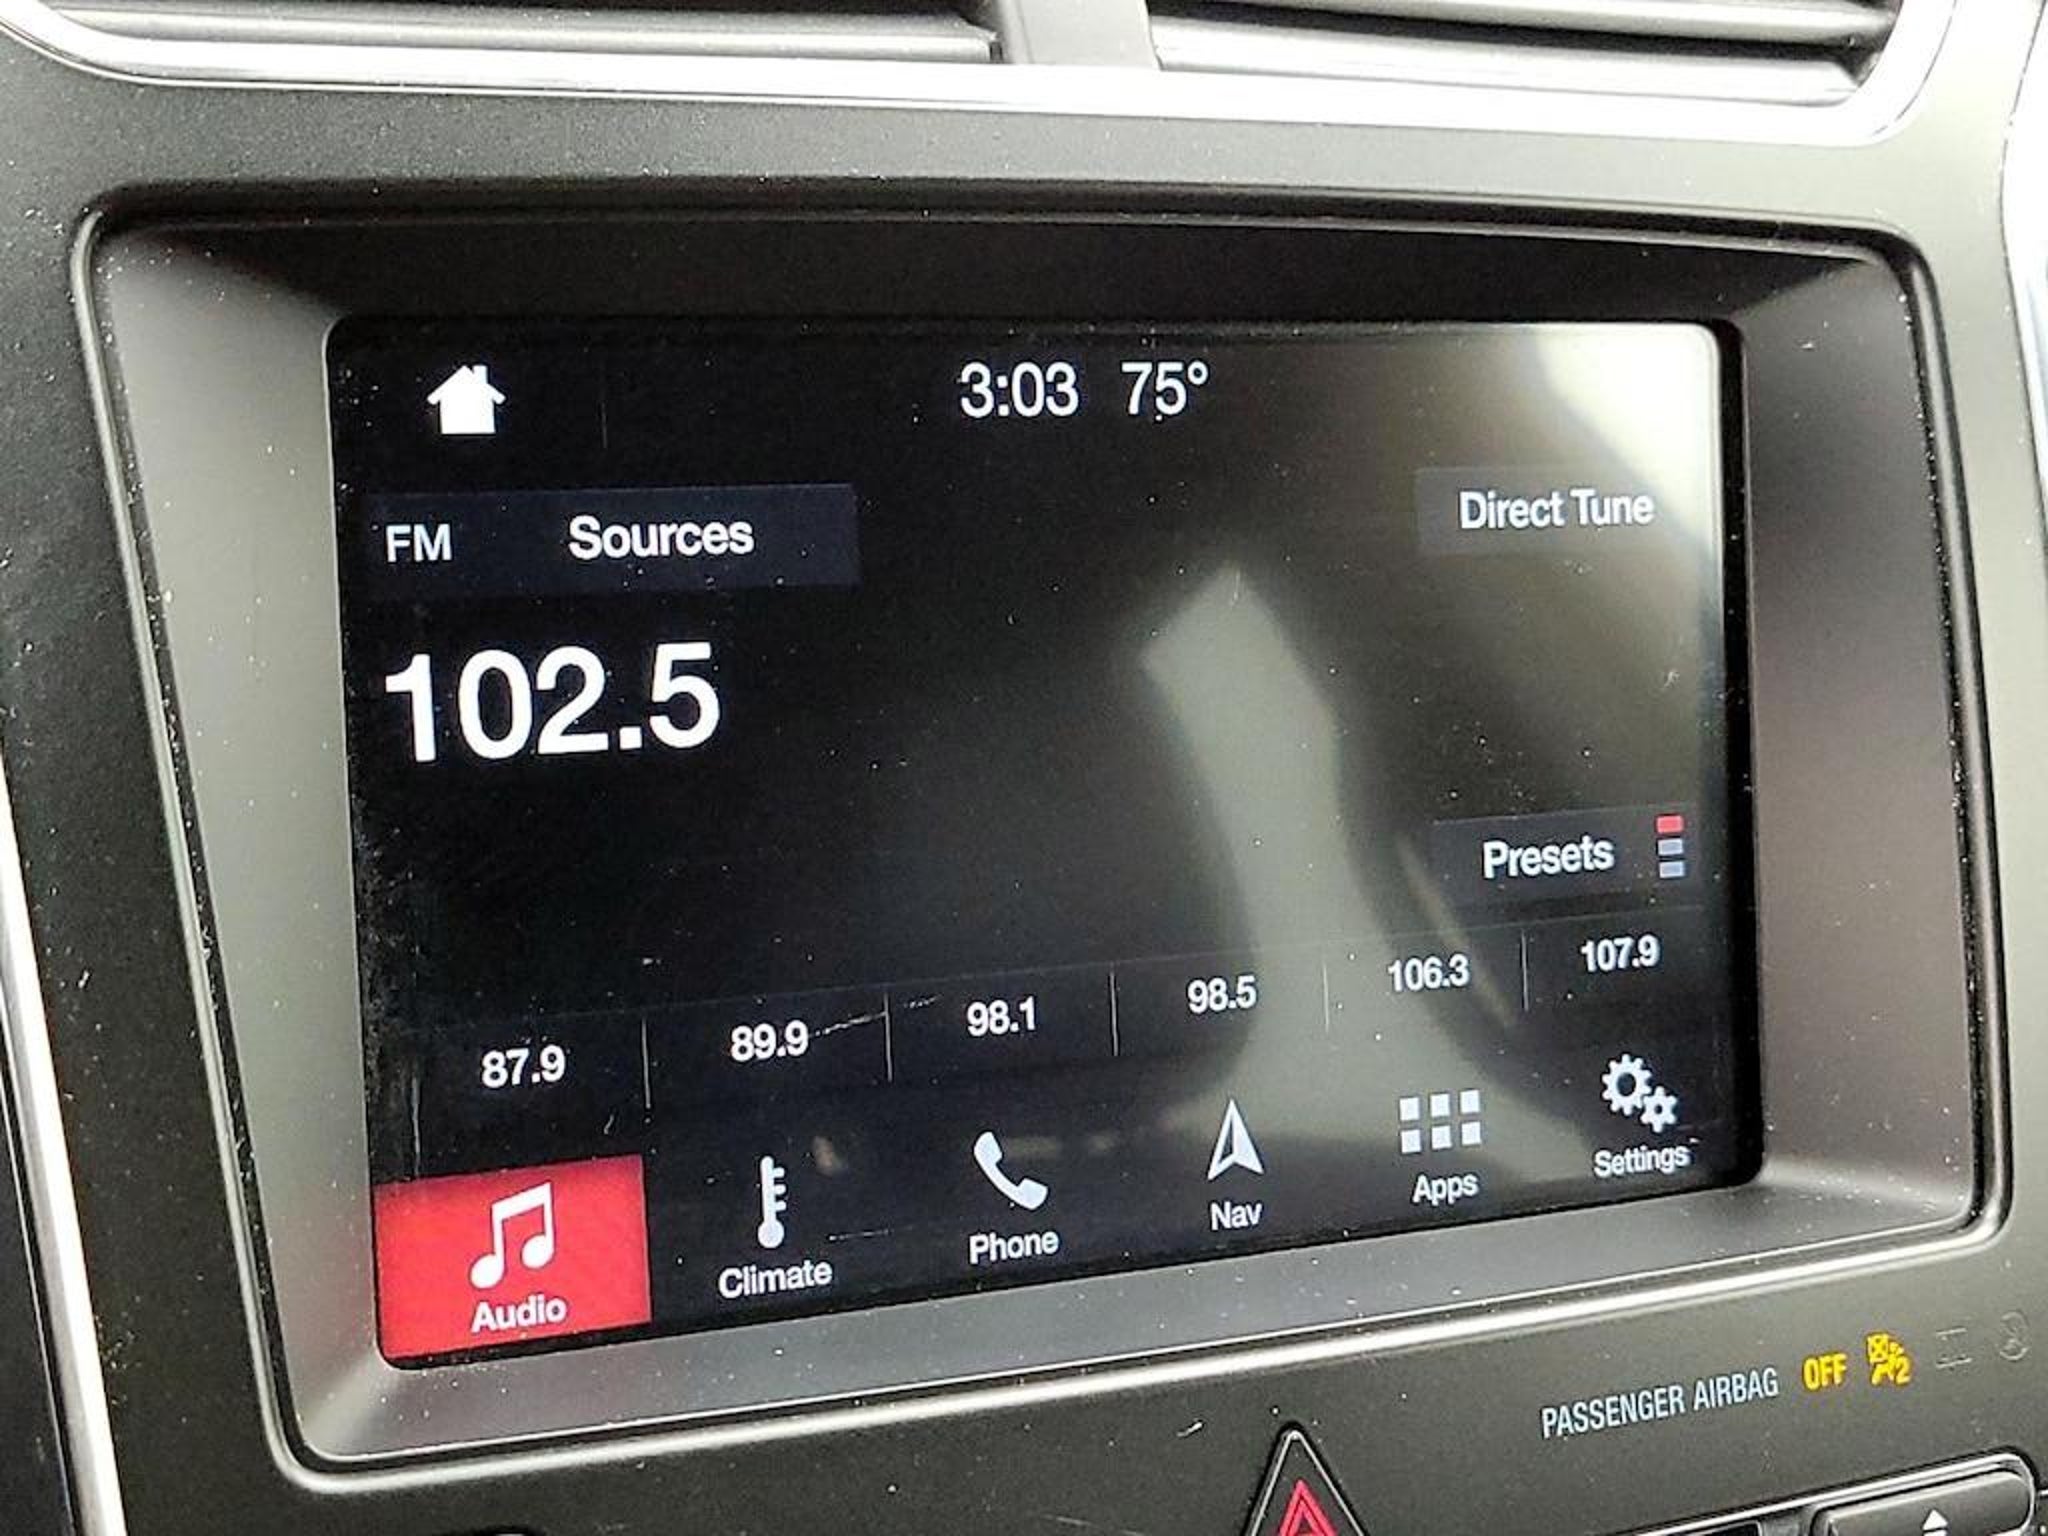 3:03 75°
FM Sources
Direct Tune
102.5
Presets
87.9 89.9 98.1 98.5 106.3 107.9
Audio Climate Phone Nav Apps Settings
PASSENGER AIRBAG OFF 2